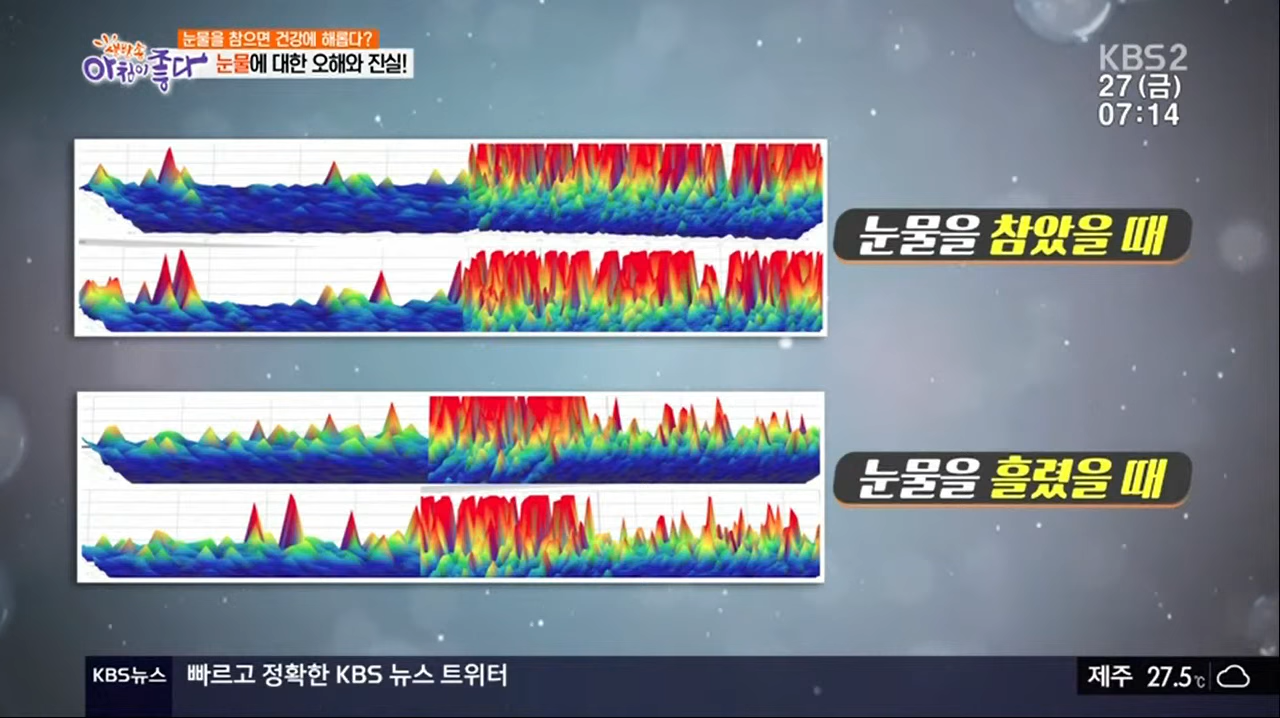 눈물을 참으면 건강에 해롭다?
생방송
아침이 좋다
눈물에 대한 오해와 진실!
KBS2
27(금)
07:14
눈물을 참았을 때
눈물을 흘렸을 때
KBS뉴스
빠르고 정확한 KBS 뉴스 트위터
제주 27.5℃